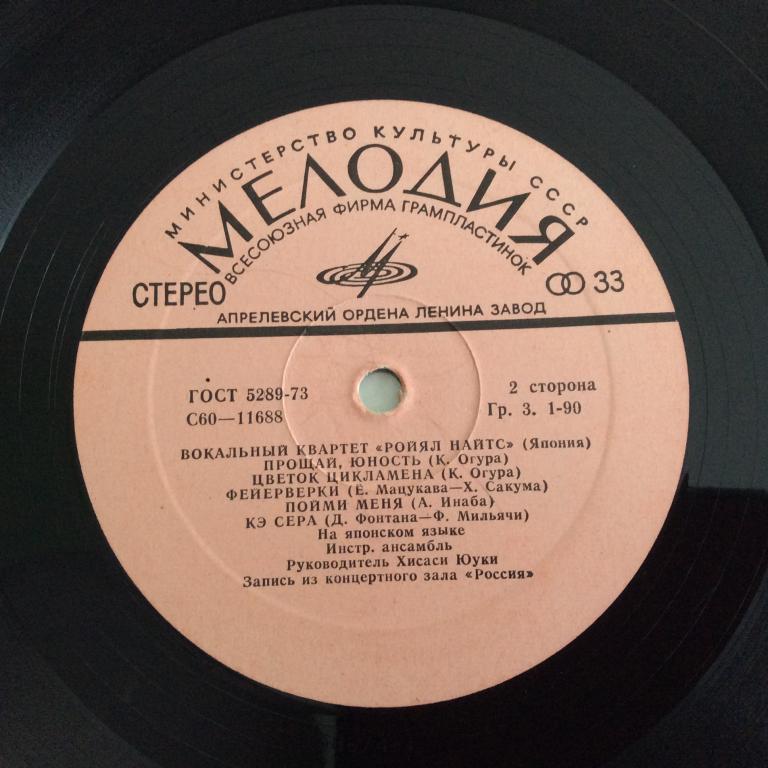 МИНИСТЕРСТВО КУЛЬТУРЫ СССР
МЕЛОДИЯ
ВСЕСОЮЗНАЯ ФИРМА ГРАМПЛАСТИНОК
СТЕРЕО 33
АПРЕЛЕВСКИЙ ОРДЕНА ЛЕНИНА ЗАВОД
ГОСТ 5289-73 2 сторона
С60—11688 Гр. 3. 1-90
ВОКАЛЬНЫЙ КВАРТЕТ «РОЙЯЛ НАЙТС» (Япония)
ПРОЩАЙ, ЮНОСТЬ (К. Огура)
ЦВЕТОК ЦИКЛАМЕНА (К. Огура)
ФЕЙЕРВЕРКИ (Ё. Мацукава—Х. Сакума)
ПОЙМИ МЕНЯ (А. Инаба)
КЭ СЕРА (Д. Фонтана—Ф. Мильячи)
На японском языке
Инстр. ансамбль
Руководитель Хисаси Юуки
Запись из концертного зала «Россия»